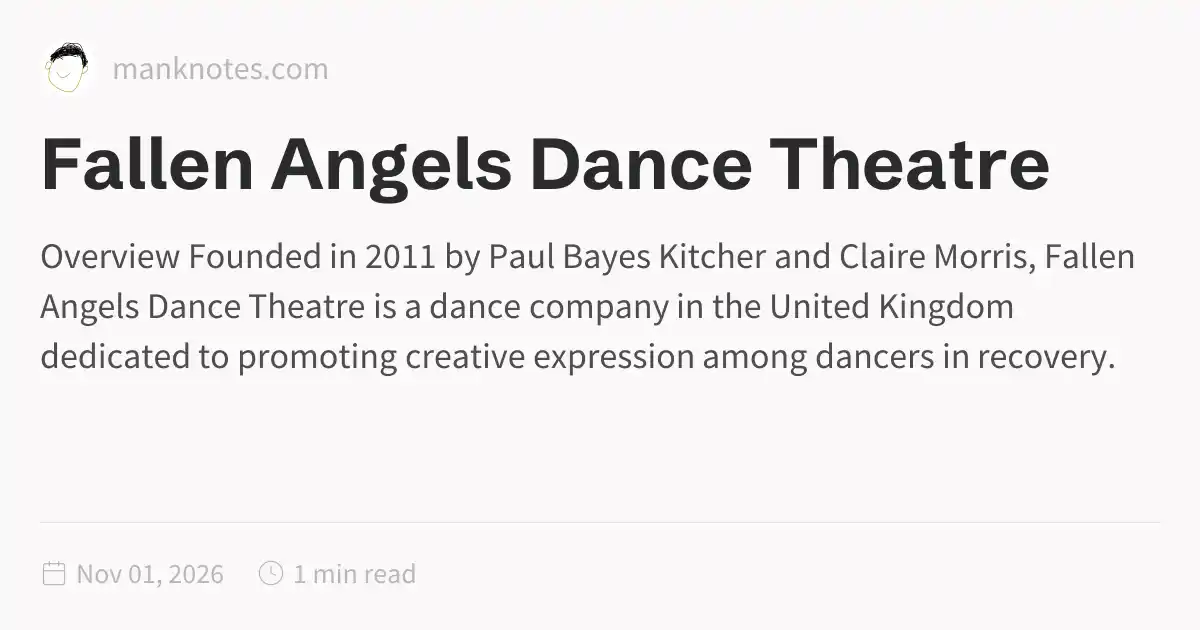 manknotes.com
Fallen Angels Dance Theatre
Overview Founded in 2011 by Paul Bayes Kitcher and Claire Morris, Fallen
Angels Dance Theatre is a dance company in the United Kingdom
dedicated to promoting creative expression among dancers in recovery.
Nov 01, 2026 1 min read